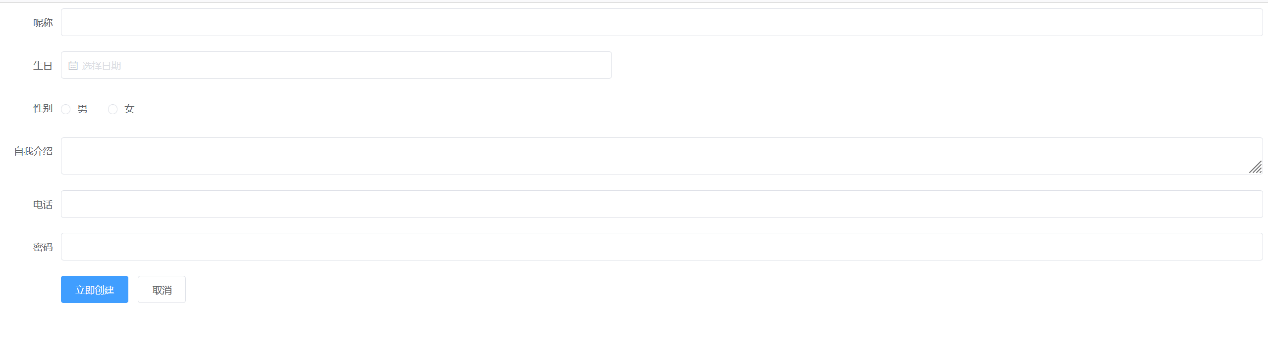 昵称
生日 选择日期
性别 男 女
自我介绍
电话
密码
立即创建 取消